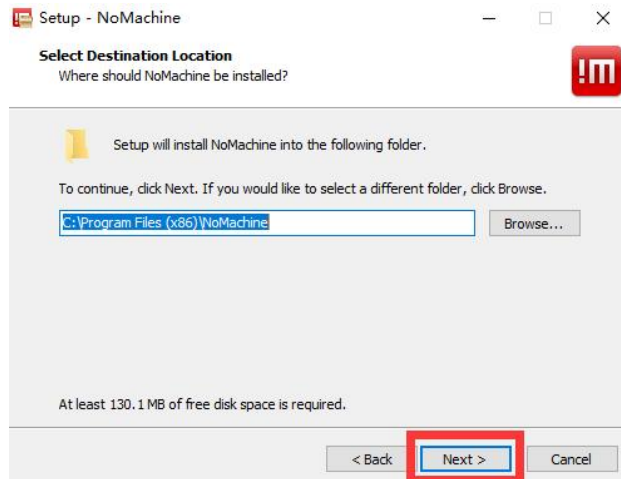 Setup - NoMachine
Select Destination Location
Where should NoMachine be installed?
!m
Setup will install NoMachine into the following folder.
To continue, click Next. If you would like to select a different folder, click Browse.
C:\Program Files (x86)\NoMachine
Browse...
At least 130.1 MB of free disk space is required.
< Back
Next >
Cancel